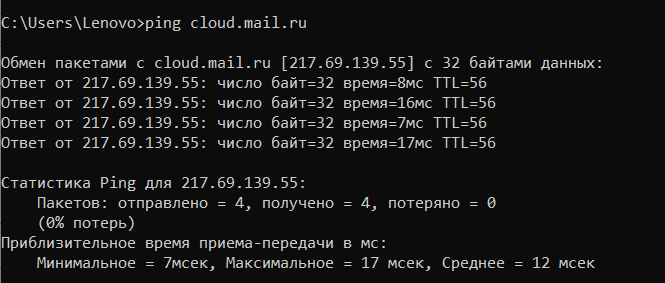 C:\Users\Lenovo>ping cloud.mail.ru
Обмен пакетами с cloud.mail.ru [217.69.139.55] с 32 байтами данных:
Ответ от 217.69.139.55: число байт=32 время=8мс TTL=56
Ответ от 217.69.139.55: число байт=32 время=16мс TTL=56
Ответ от 217.69.139.55: число байт=32 время=7мс TTL=56
Ответ от 217.69.139.55: число байт=32 время=17мс TTL=56
Статистика Ping для 217.69.139.55:
    Пакетов: отправлено = 4, получено = 4, потеряно = 0
    (0% потерь)
Приблизительное время приема-передачи в мс:
    Минимальное = 7мсек, Максимальное = 17 мсек, Среднее = 12 мсек